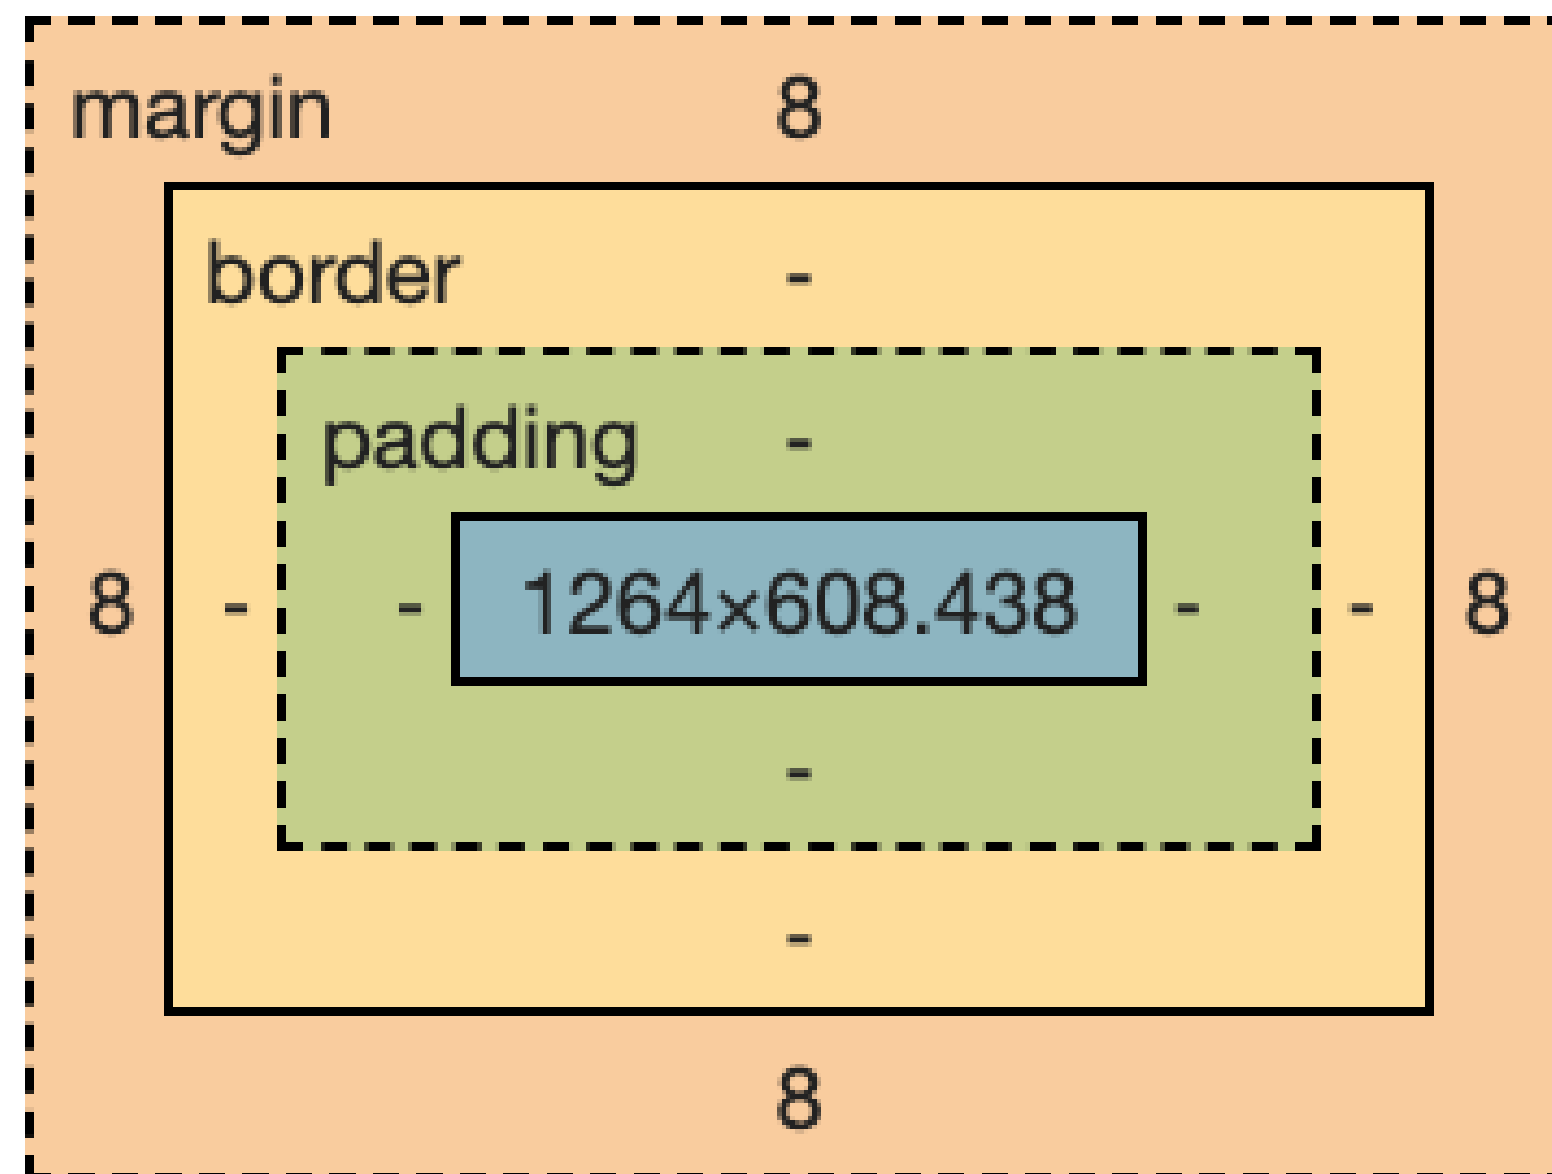 margin 8
border -
padding -
8 - - 1264×608.438 - - 8
-
-
8